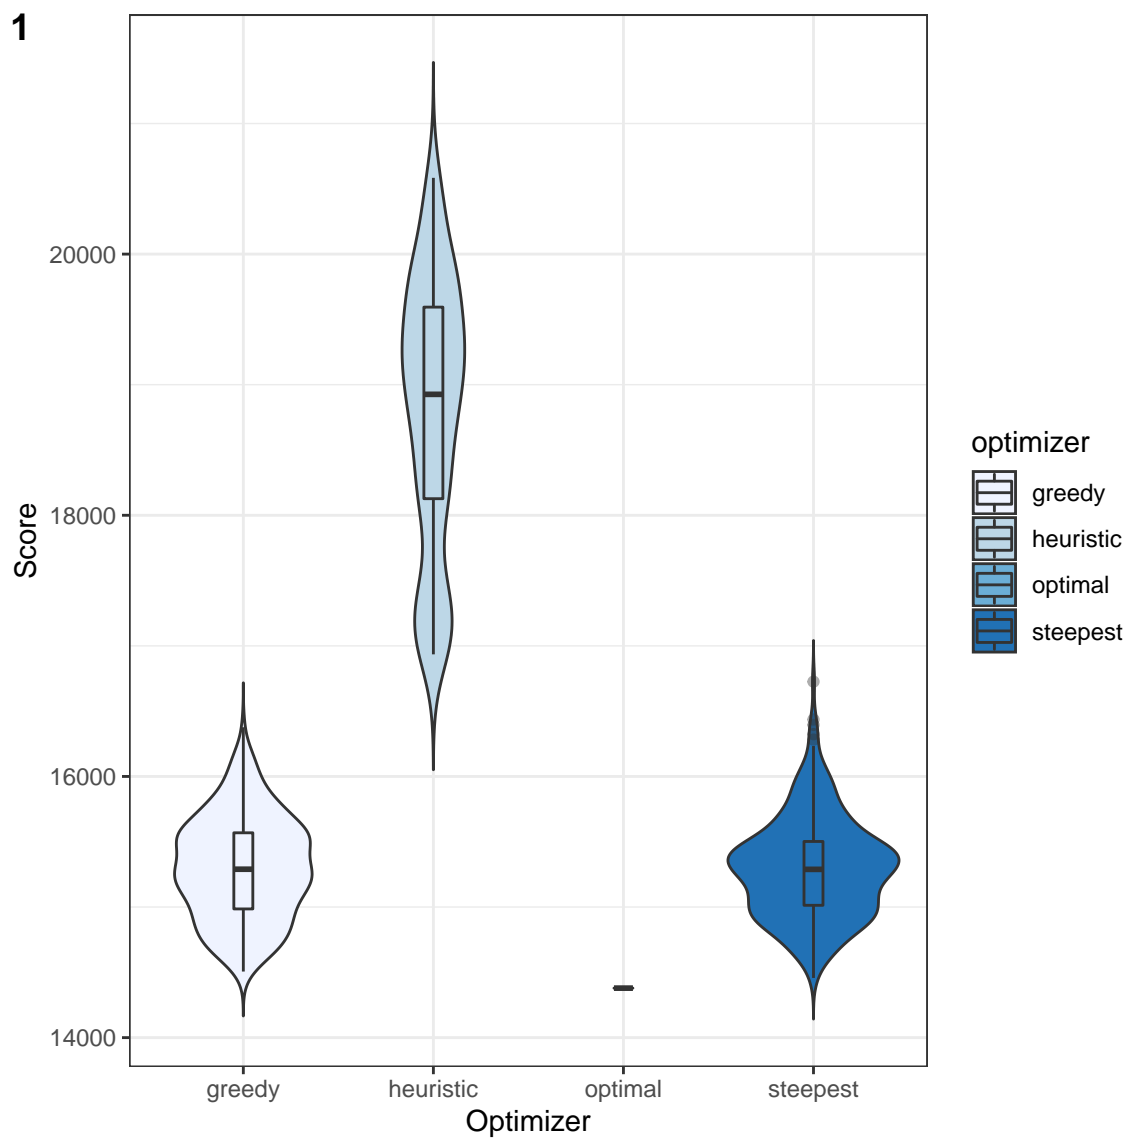 1
Score
20000
18000
16000
14000
greedy
heuristic
optimal
steepest
Optimizer
optimizer
greedy
heuristic
optimal
steepest